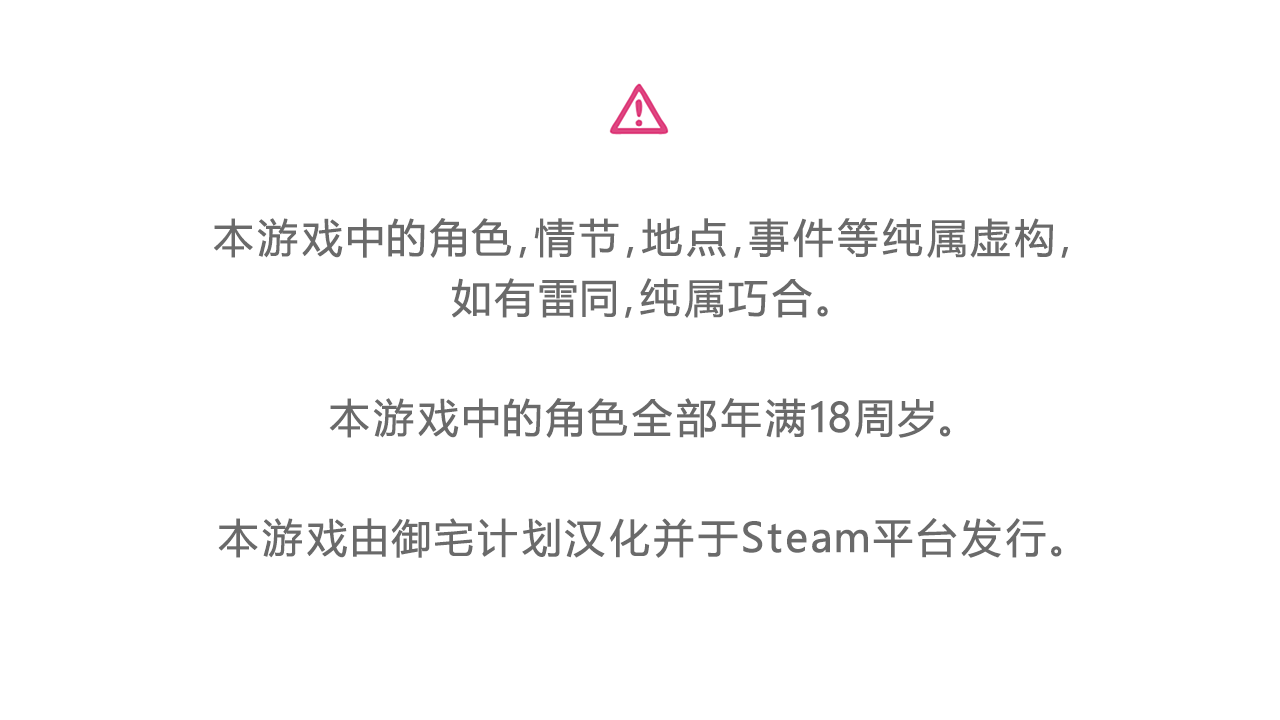 本游戏中的角色,情节,地点,事件等纯属虚构,
如有雷同,纯属巧合。
本游戏中的角色全部年满18周岁。
本游戏由御宅计划汉化并于Steam平台发行。